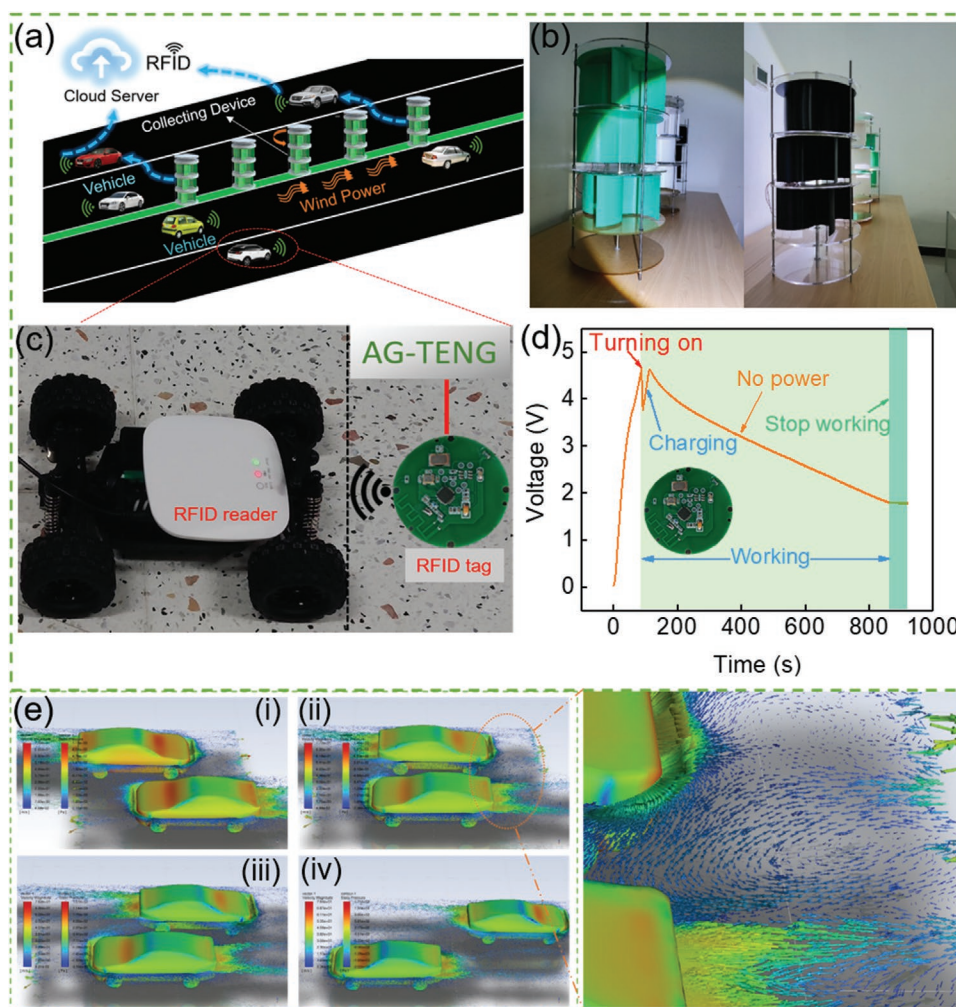 (a)
RFID
Cloud Server
Collecting Device
Vehicle
Wind Power
Vehicle
(b)
(c)
AG-TENG
RFID reader
RFID tag
(d)
5
4
3
2
1
0
Voltage (V)
Turning on
No power
Charging
Stop working
Working
0 200 400 600 800 1000
Time (s)
(e)
(i)
(ii)
(iii)
(iv)